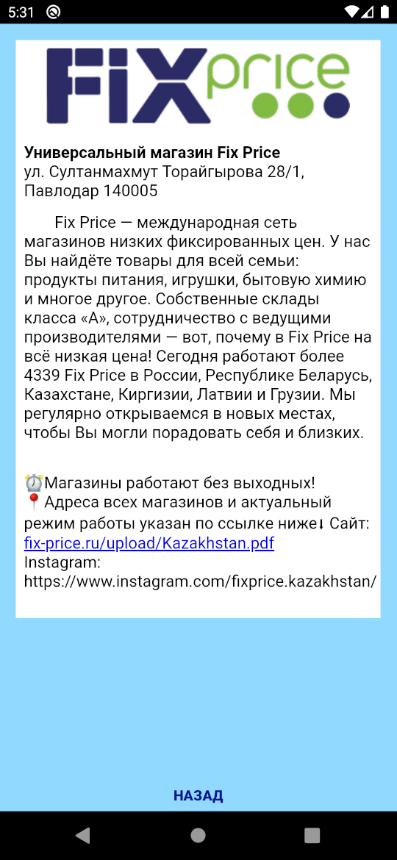 5:31
FiX price
Универсальный магазин Fix Price
ул. Султанмахмут Торайгырова 28/1,
Павлодар 140005
Fix Price — международная сеть
магазинов низких фиксированных цен. У нас
Вы найдёте товары для всей семьи:
продукты питания, игрушки, бытовую химию
и многое другое. Собственные склады
класса «А», сотрудничество с ведущими
производителями — вот, почему в Fix Price на
всё низкая цена! Сегодня работают более
4339 Fix Price в России, Республике Беларусь,
Казахстане, Киргизии, Латвии и Грузии. Мы
регулярно открываемся в новых местах,
чтобы Вы могли порадовать себя и близких.
⏰Магазины работают без выходных!
📍Адреса всех магазинов и актуальный
режим работы указан по ссылке ниже⬇ Сайт:
fix-price.ru/upload/Kazakhstan.pdf
Instagram:
https://www.instagram.com/fixprice.kazakhstan/
НАЗАД